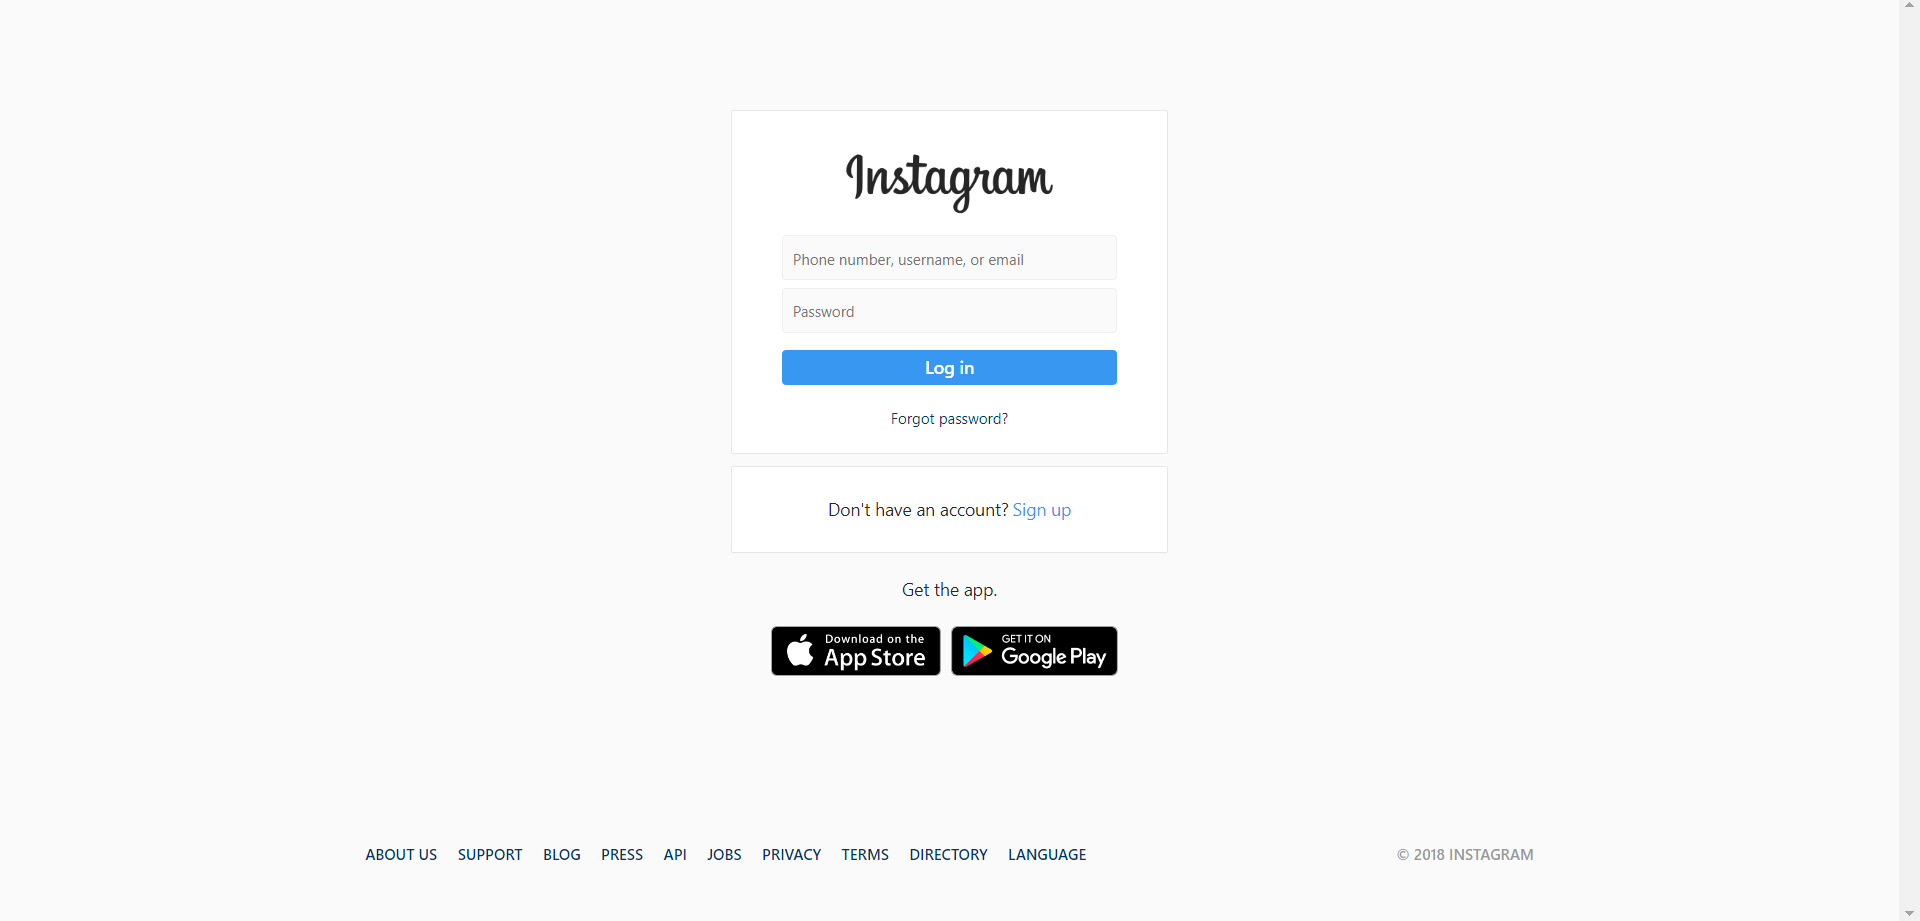 Instagram
Phone number, username, or email
Password
Log in
Forgot password?
Don't have an account? Sign up
Get the app.
Download on the
App Store
GET IT ON
Google Play
ABOUT US SUPPORT BLOG PRESS API JOBS PRIVACY TERMS DIRECTORY LANGUAGE © 2018 INSTAGRAM